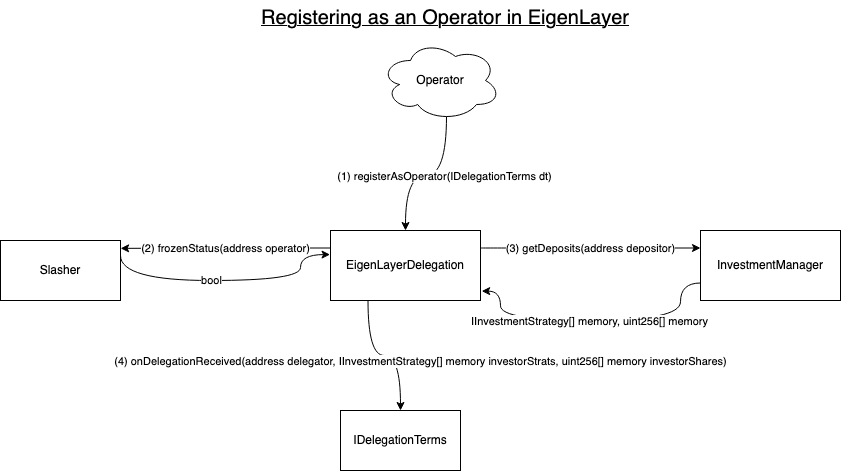 Registering as an Operator in EigenLayer
Operator
(1) registerAsOperator(IDelegationTerms dt)
(2) frozenStatus(address operator)
(3) getDeposits(address depositor)
Slasher
EigenLayerDelegation
InvestmentManager
bool
IInvestmentStrategy[] memory, uint256[] memory
(4) onDelegationReceived(address delegator, IInvestmentStrategy[] memory investorStrats, uint256[] memory investorShares)
IDelegationTerms